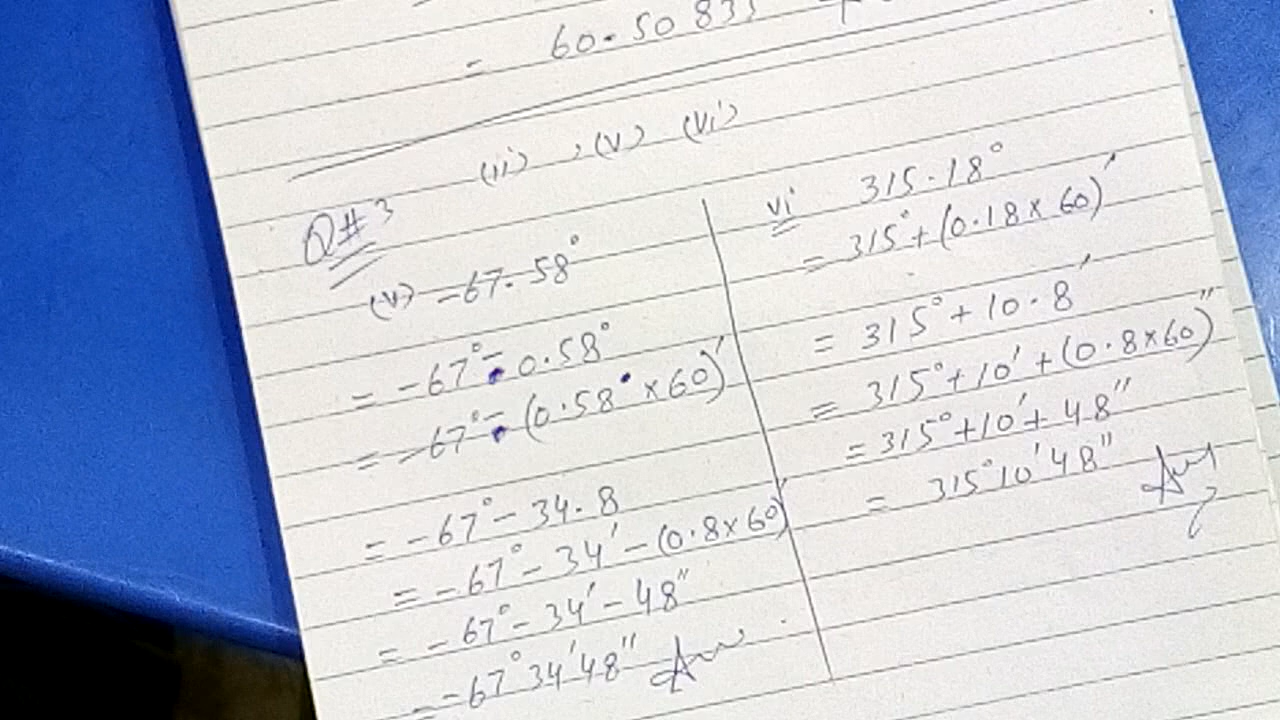 = 60.5083
(ii) , (v) (vi)
Q# 3
(v) -67.58°
= -67° - 0.58°
= -67° - (0.58 × 60)'
= -67° - 34.8
= -67° - 34' - (0.8×60)'
= -67° - 34' - 48"
= -67° 34' 48" Ans
vi 315.18°
= 315° + (0.18 × 60)'
= 315° + 10.8'
= 315° + 10' + (0.8×60)"
= 315° + 10' + 48"
= 315° 10' 48" Ans